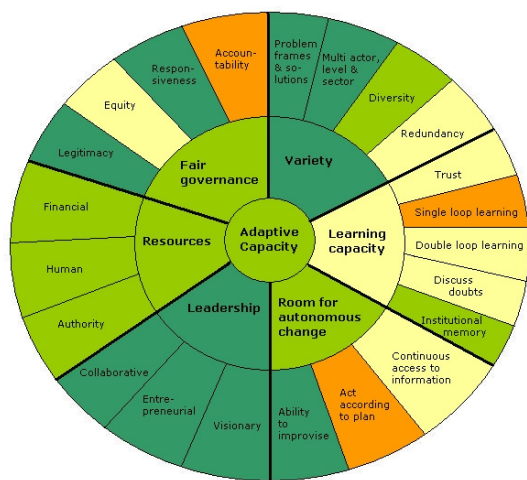 Problem
frames
& so-
lutions
Multi actor,
level &
sector
Diversity
Redundancy
Variety
Trust
Single loop learning
Double loop learning
Discuss
doubts
Institutional
memory
Learning
capacity
Continuous
access to
information
Act
according
to plan
Ability
to
improvise
Room for
autonomous
change
Visionary
Entre-
preneurial
Collaborative
Leadership
Authority
Human
Financial
Resources
Legitimacy
Equity
Respon-
siveness
Accoun-
tability
Fair
governance
Adaptive
Capacity